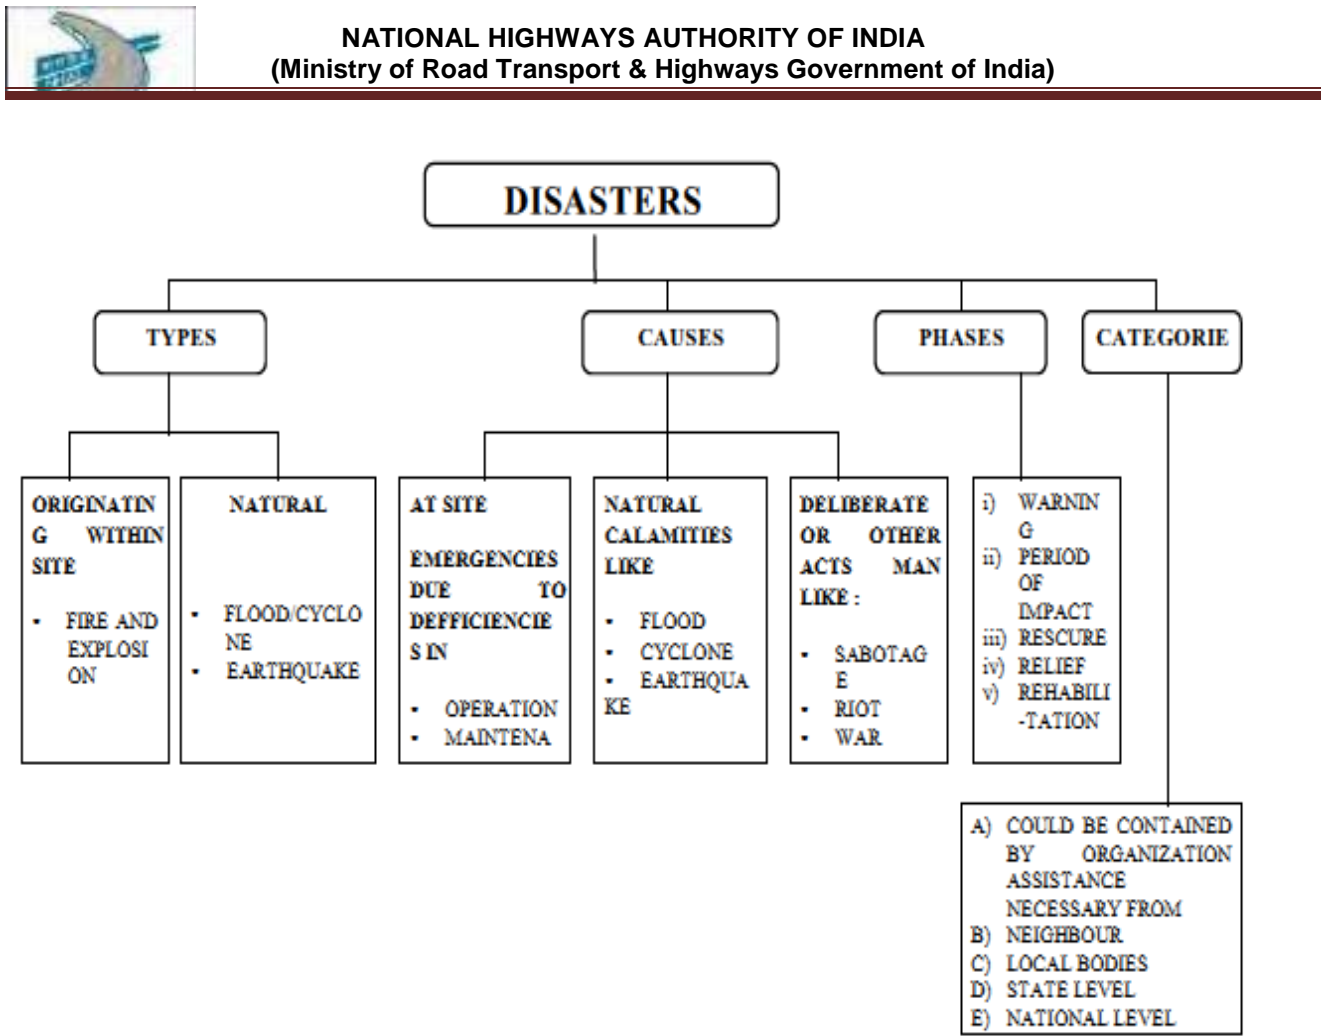 NATIONAL HIGHWAYS AUTHORITY OF INDIA
(Ministry of Road Transport & Highways Government of India)
DISASTERS
TYPES
CAUSES
PHASES
CATEGORIE
ORIGINATIN
G WITHIN
SITE
▪ FIRE AND
EXPLOSI
ON
NATURAL
▪ FLOOD/CYCLO
NE
▪ EARTHQUAKE
AT SITE
EMERGENCIES
DUE TO
DEFFICIENCIE
S IN
▪ OPERATION
▪ MAINTENA
NATURAL
CALAMITIES
LIKE
▪ FLOOD
▪ CYCLONE
▪ EARTHQUA
KE
DELIBERATE
OR OTHER
ACTS MAN
LIKE :
▪ SABOTAG
E
▪ RIOT
▪ WAR
i) WARNIN
G
ii) PERIOD
OF
IMPACT
iii) RESCURE
iv) RELIEF
v) REHABILI
-TATION
A) COULD BE CONTAINED
BY ORGANIZATION
ASSISTANCE
NECESSARY FROM
B) NEIGHBOUR
C) LOCAL BODIES
D) STATE LEVEL
E) NATIONAL LEVEL